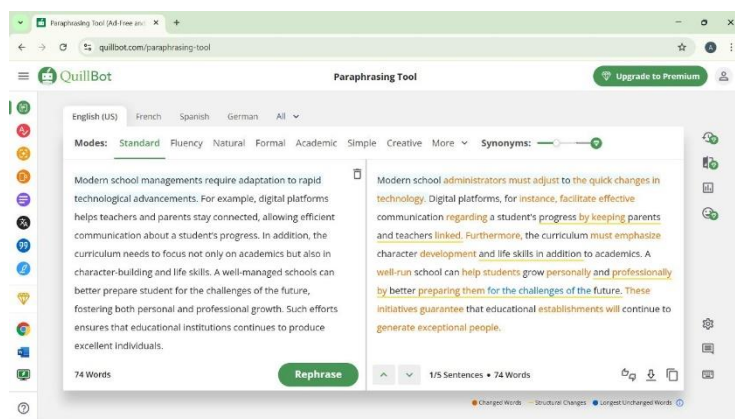 Paraphrasing Tool (Ad-Free and
quillbot.com/paraphrasing-tool
A
QuillBot
Paraphrasing Tool
Upgrade to Premium
English (US) French Spanish German All
Modes: Standard Fluency Natural Formal Academic Simple Creative More Synonyms:
Modern school managements require adaptation to rapid
technological advancements. For example, digital platforms
helps teachers and parents stay connected, allowing efficient
communication about a student's progress. In addition, the
curriculum needs to focus not only on academics but also in
character-building and life skills. A well-managed schools can
better prepare student for the challenges of the future,
fostering both personal and professional growth. Such efforts
ensures that educational institutions continues to produce
excellent individuals.
74 Words
Rephrase
Modern school administrators must adjust to the quick changes in
technology. Digital platforms, for instance, facilitate effective
communication regarding a student's progress by keeping parents
and teachers linked. Furthermore, the curriculum must emphasize
character development and life skills in addition to academics. A
well-run school can help students grow personally and professionally
by better preparing them for the challenges of the future. These
initiatives guarantee that educational establishments will continue to
generate exceptional people.
1/5 Sentences • 74 Words
Changed Words Structural Changes Longest Unchanged Words